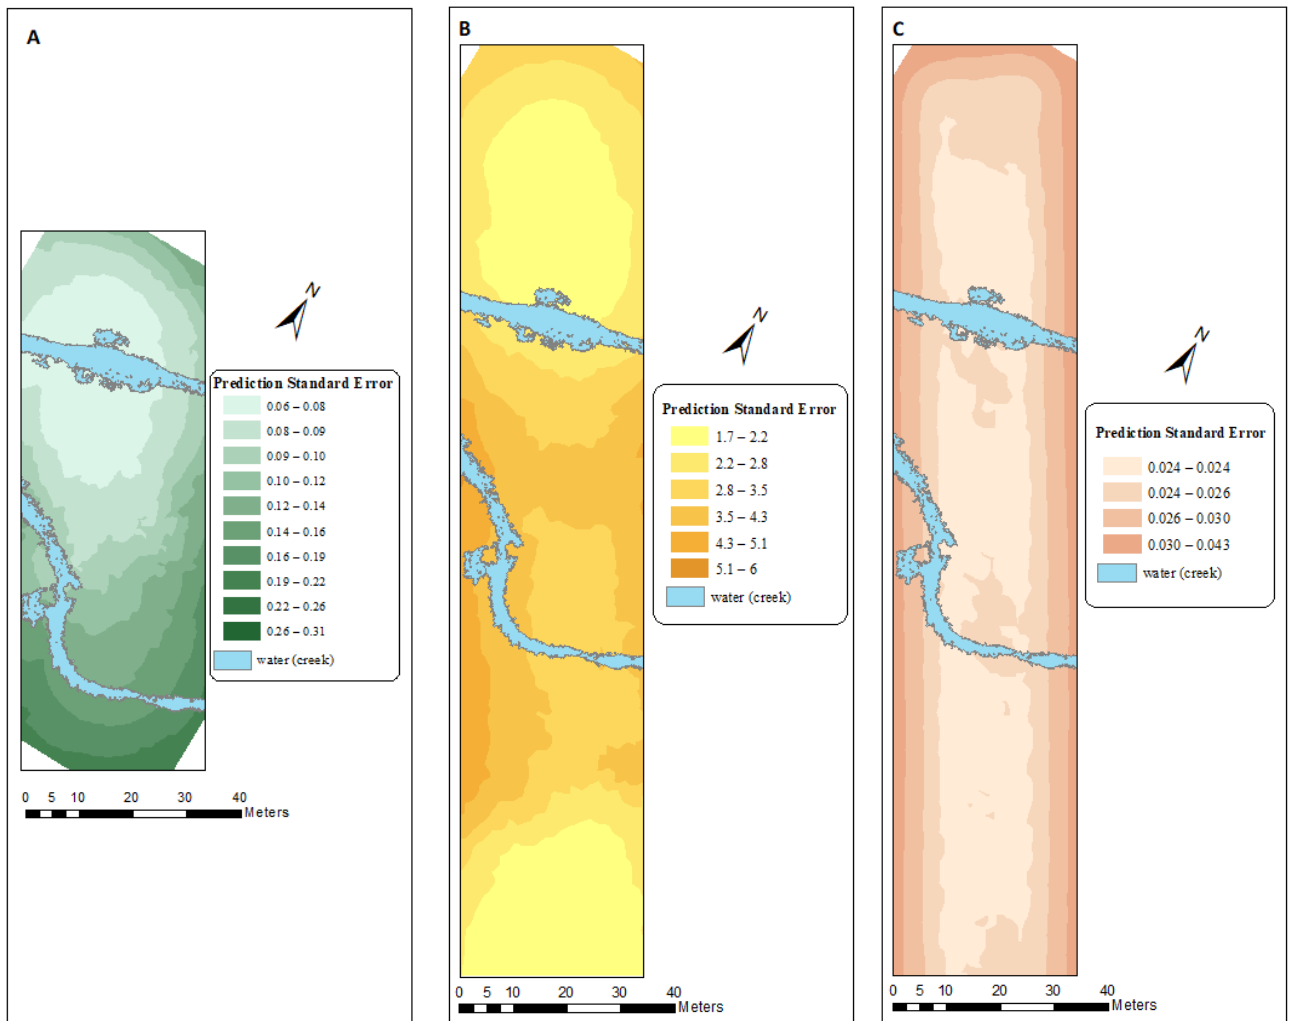 A
N
Prediction Standard Error
0.06 – 0.08
0.08 – 0.09
0.09 – 0.10
0.10 – 0.12
0.12 – 0.14
0.14 – 0.16
0.16 – 0.19
0.19 – 0.22
0.22 – 0.26
0.26 – 0.31
water (creek)
0 5 10 20 30 40
Meters
B
N
Prediction Standard Error
1.7 – 2.2
2.2 – 2.8
2.8 – 3.5
3.5 – 4.3
4.3 – 5.1
5.1 – 6
water (creek)
0 5 10 20 30 40
Meters
C
N
Prediction Standard Error
0.024 – 0.024
0.024 – 0.026
0.026 – 0.030
0.030 – 0.043
water (creek)
0 5 10 20 30 40
Meters